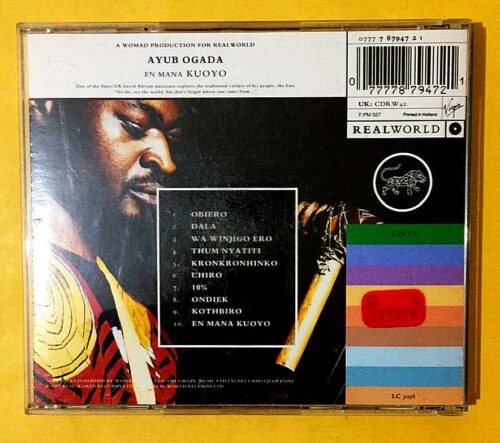 A WOMAD PRODUCTION FOR REALWORLD
AYUB OGADA
EN MANA KUOYO
One of the finest UK-based African musicians explores the traditional culture of his people, the Luo.
"Go far, see the world, but don't forget where you come from..."
0777 7 87947 2 1
0 77778 79472 1
UK: CDRW42
F:PM 527
Printed in Holland
Virgin
REALWORLD
KENYA
1. OBIERO
2. DALA
3. WA WINJIGO ERO
4. THUM NYATITI
5. KRONKRONHINKO
6. CHIRO
7. 10%
8. ONDIEK
9. KOTHBIRO
10. EN MANA KUOYO
LC 3098